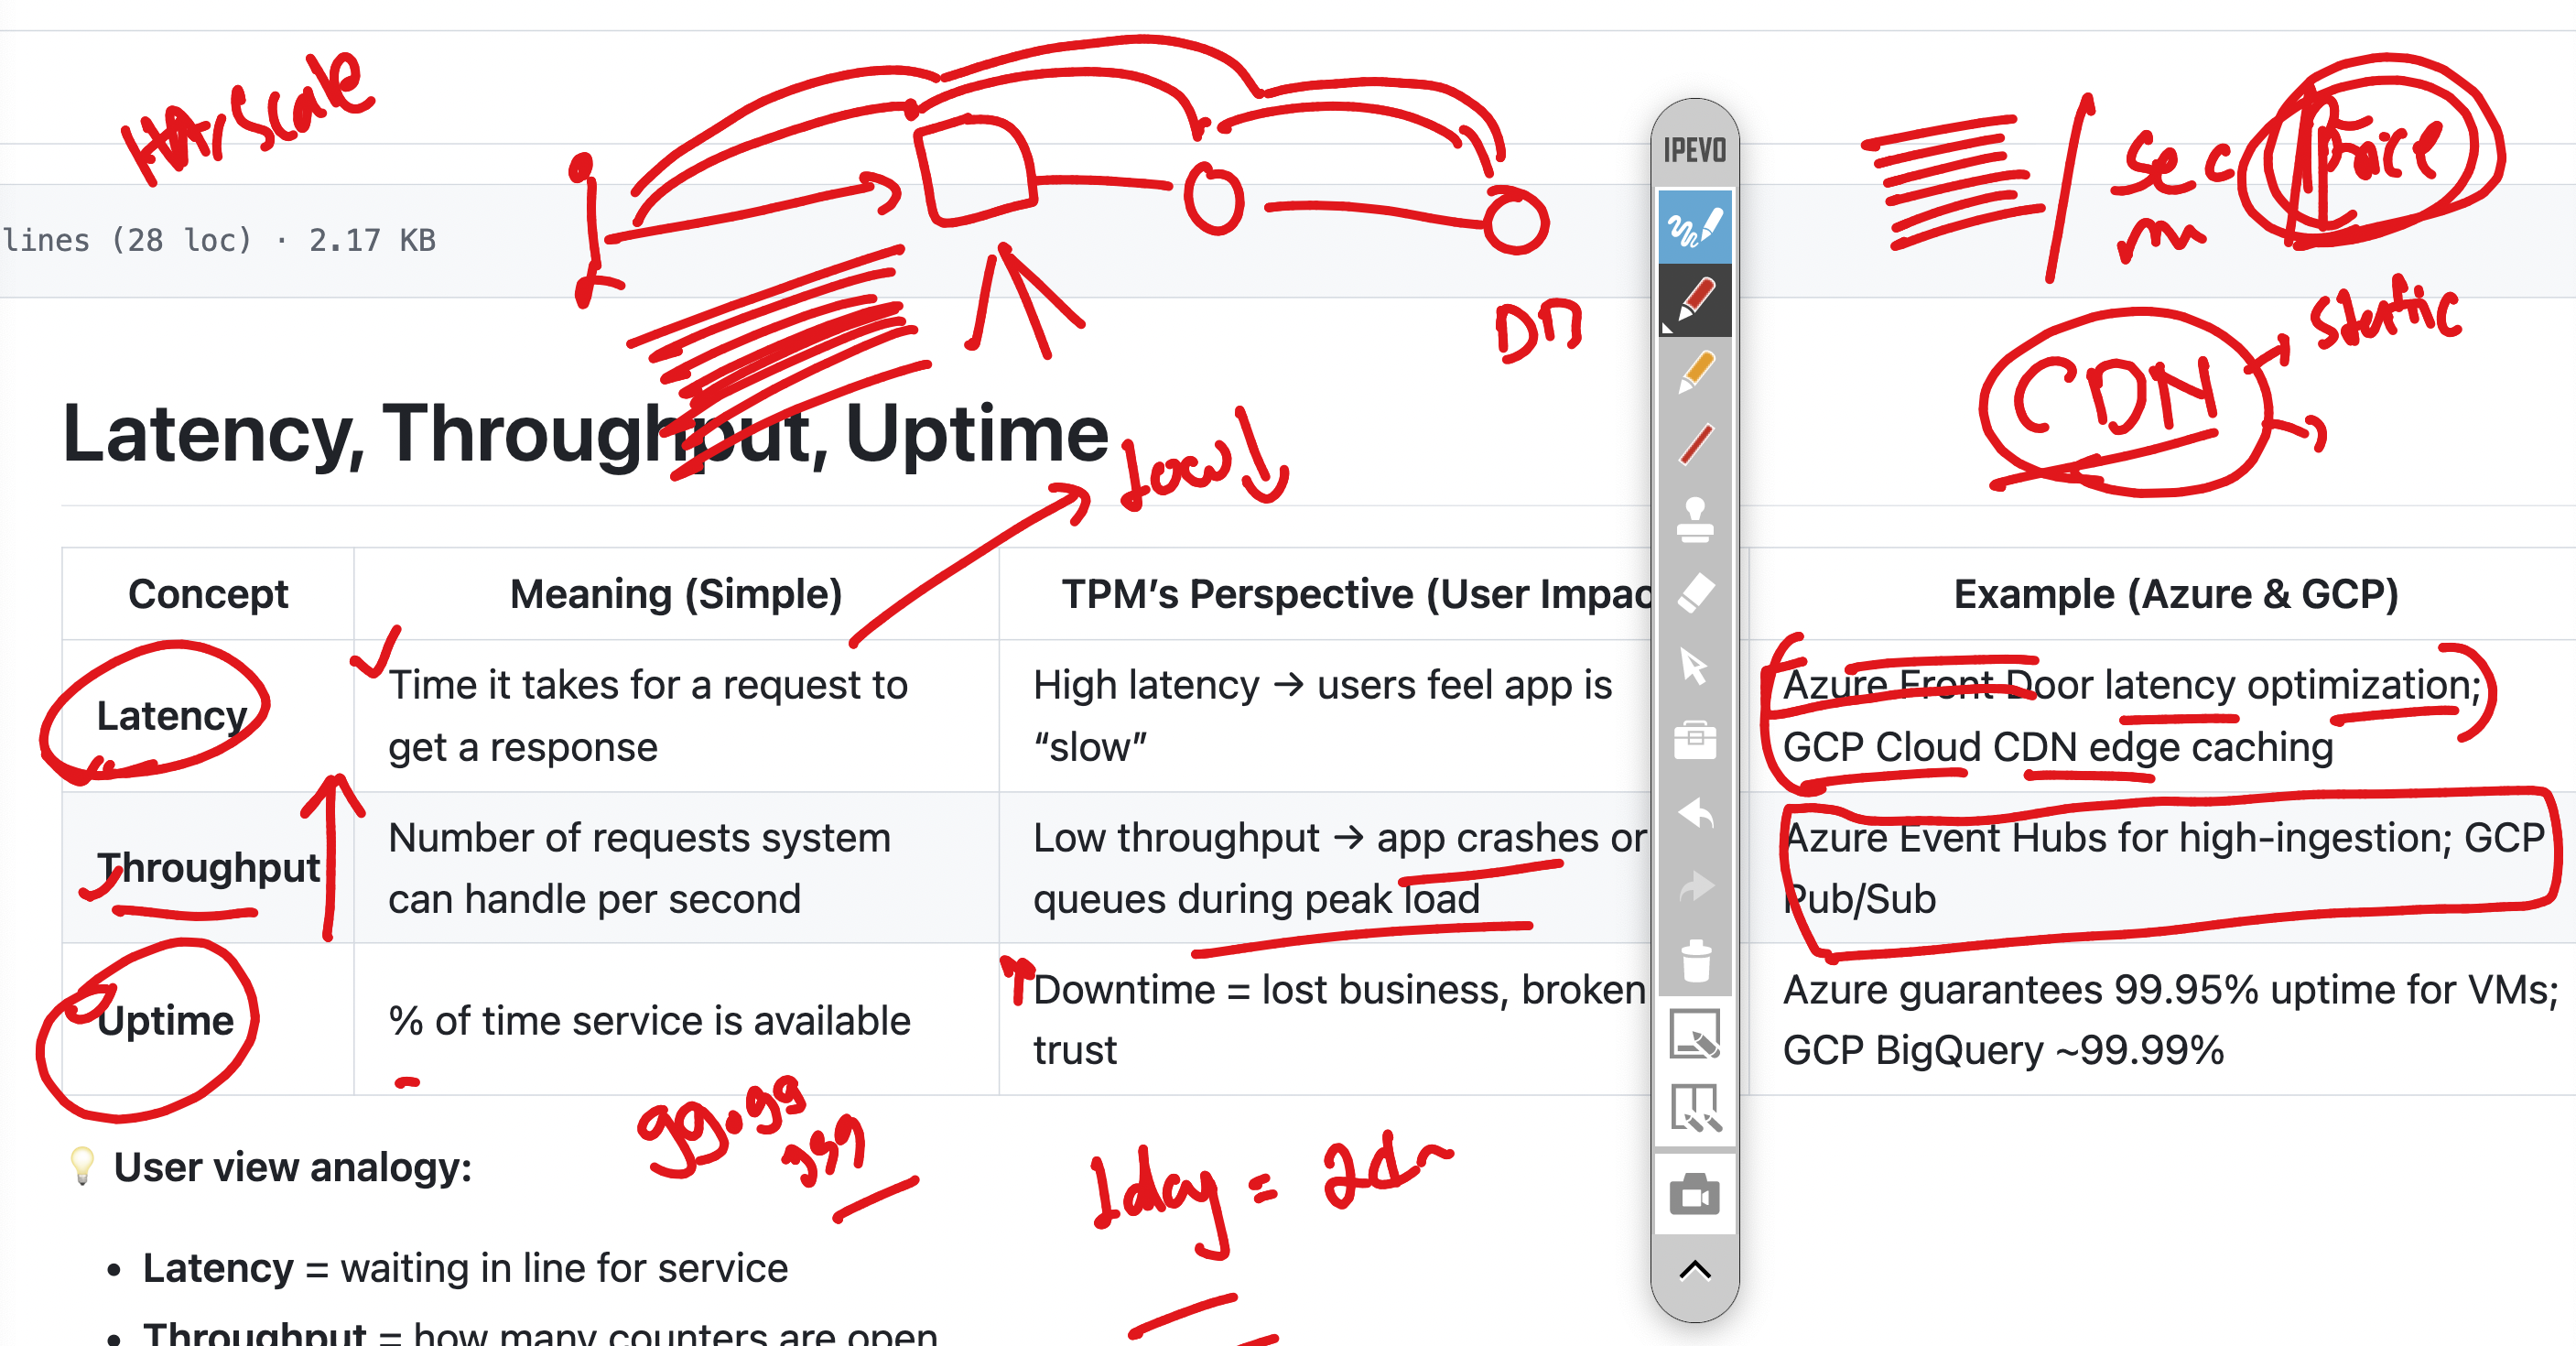 HA/Scale
IPEVO
/ sec
m
Price
lines (28 loc) · 2.17 KB
static
CDN
Latency, Throughput, Uptime
Low
Concept
Meaning (Simple)
TPM’s Perspective (User Impac
Example (Azure & GCP)
Latency
Time it takes for a request to
get a response
High latency → users feel app is
“slow”
Azure Front Door latency optimization;
GCP Cloud CDN edge caching
Throughput
Number of requests system
can handle per second
Low throughput → app crashes or
queues during peak load
Azure Event Hubs for high-ingestion; GCP
Pub/Sub
Uptime
% of time service is available
Downtime = lost business, broken
trust
Azure guarantees 99.95% uptime for VMs;
GCP BigQuery ~99.99%
99.99
999
1day =
💡 User view analogy:
• Latency = waiting in line for service
• Throughput = how many counters are open